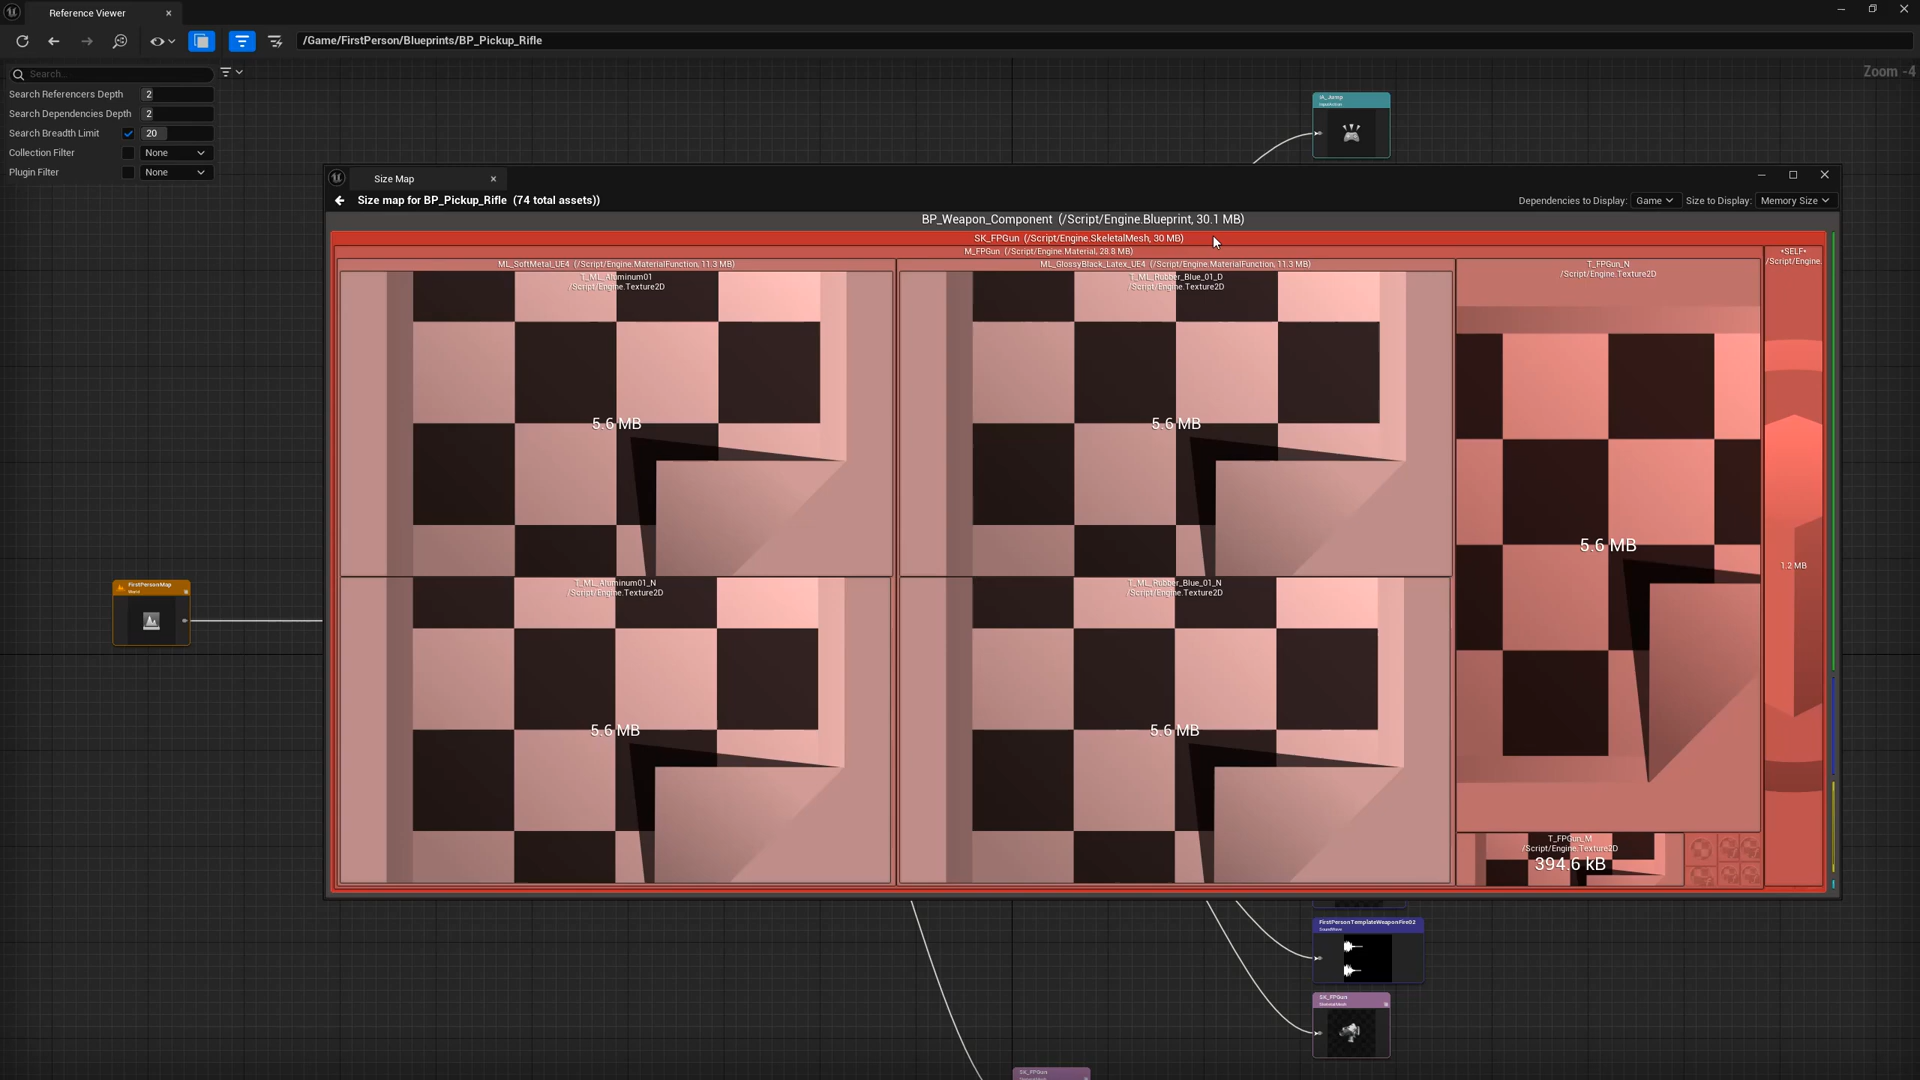 Reference Viewer
/Game/FirstPerson/Blueprints/BP_Pickup_Rifle
Search...
Zoom -4
Search Referencers Depth 2
Search Dependencies Depth 2
Search Breadth Limit 20
Collection Filter None
Plugin Filter None
IA_Jump
InputAction
Size Map
Size map for BP_Pickup_Rifle (74 total assets))
Dependencies to Display: Game Size to Display: Memory Size
BP_Weapon_Component (/Script/Engine.Blueprint, 30.1 MB)
SK_FPGun (/Script/Engine.SkeletalMesh, 30 MB)
M_FPGun (/Script/Engine.Material, 28.8 MB)
*SELF*
/Script/Engine.
ML_SoftMetal_UE4 (/Script/Engine.MaterialFunction, 11.3 MB)
ML_GlossyBlack_Latex_UE4 (/Script/Engine.MaterialFunction, 11.3 MB)
T_FPGun_N
/Script/Engine.Texture2D
T_ML_Aluminum01
/Script/Engine.Texture2D
T_ML_Rubber_Blue_01_D
/Script/Engine.Texture2D
5.6 MB
5.6 MB
5.6 MB
1.2 MB
T_ML_Aluminum01_N
/Script/Engine.Texture2D
T_ML_Rubber_Blue_01_N
/Script/Engine.Texture2D
5.6 MB
5.6 MB
T_FPGun_M
/Script/Engine.Texture2D
394.6 kB
FirstPersonMap
World
FirstPersonTemplateWeaponFire02
SoundWave
SK_FPGun
SkeletalMesh
SK_FPGun